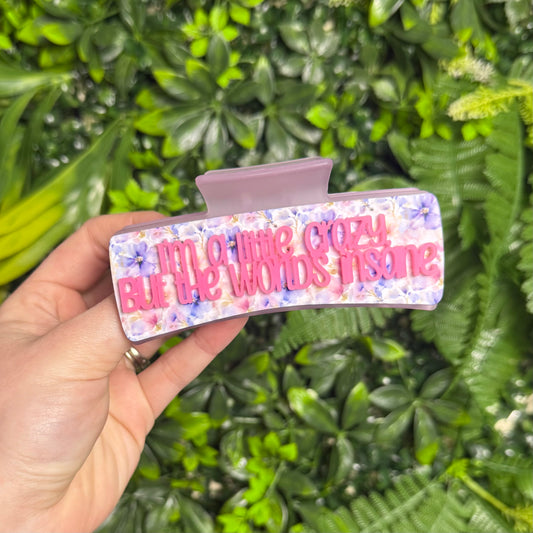 I'm a little crazy
But the world's insane